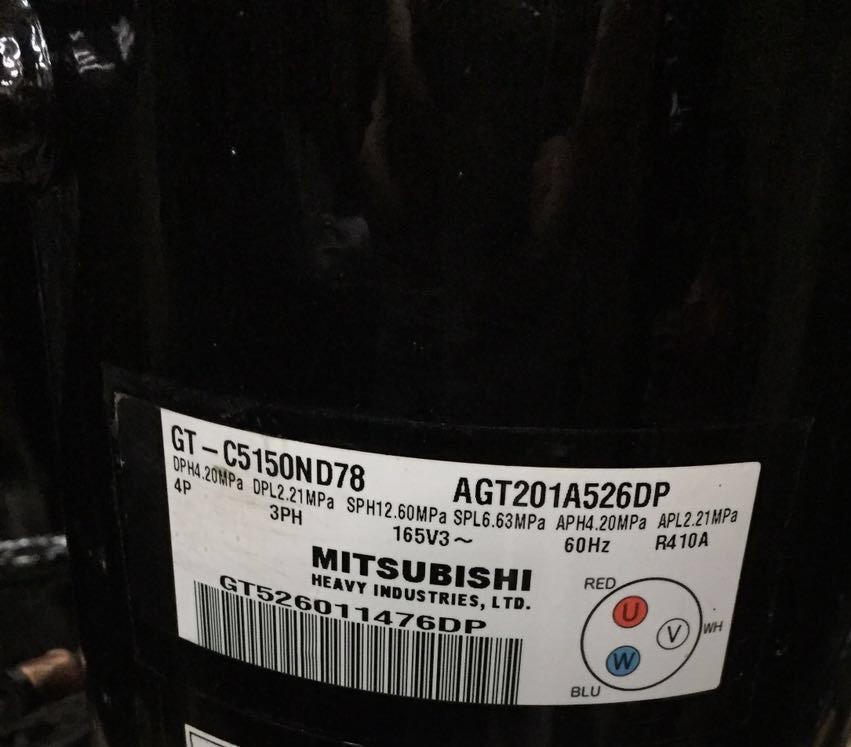 GT-C5150ND78 AGT201A526DP
DPH4.20MPa DPL2.21MPa SPH12.60MPa SPL6.63MPa APH4.20MPa APL2.21MPa
4P 3PH 165V3~ 60Hz R410A
MITSUBISHI
HEAVY INDUSTRIES, LTD.
GT526011476DP
RED
U
V WH
W
BLU